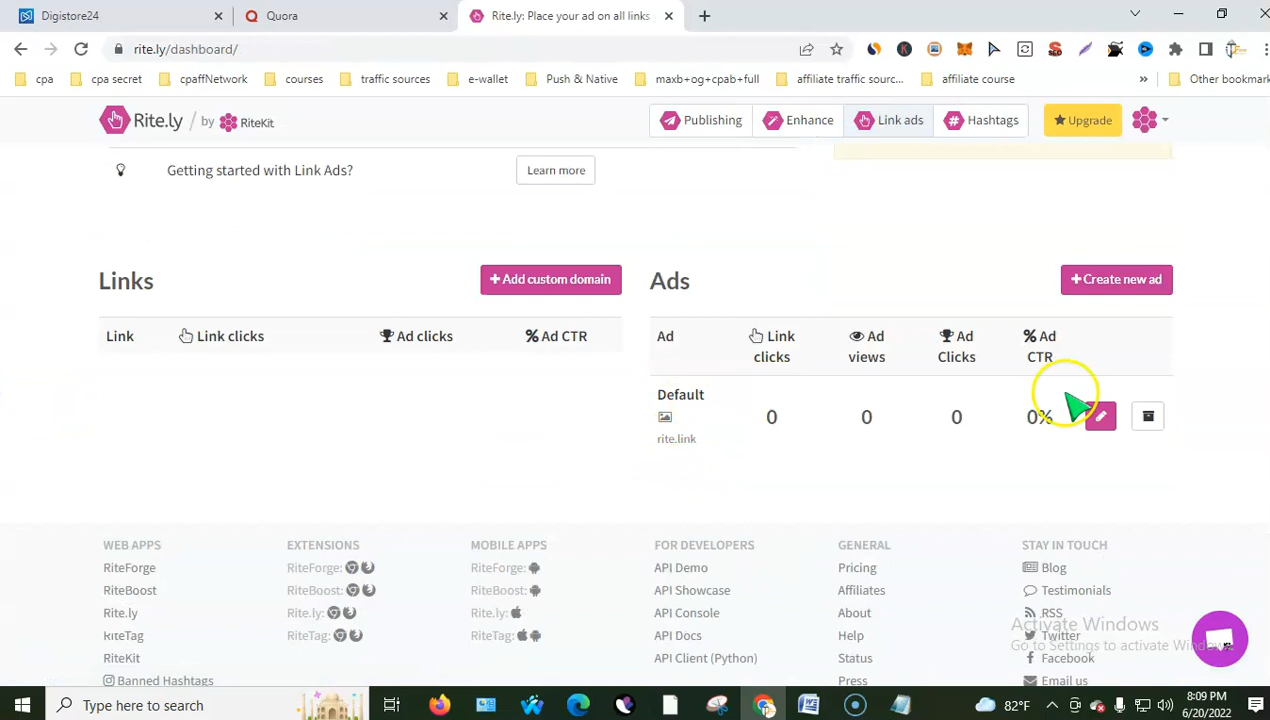 Digistore24 Quora Rite.ly: Place your ad on all links
rite.ly/dashboard/
cpa cpa secret cpaffNetwork courses traffic sources e-wallet Push & Native maxb+og+cpab+full affiliate traffic sourc... affiliate course » Other bookmark
Rite.ly / by RiteKit Publishing Enhance Link ads Hashtags Upgrade
Getting started with Link Ads? Learn more
Links + Add custom domain Ads + Create new ad
Link Link clicks Ad clicks % Ad CTR Ad Link clicks Ad views Ad Clicks % Ad CTR
Default
0 0 0 0%
rite.link
WEB APPS EXTENSIONS MOBILE APPS FOR DEVELOPERS GENERAL STAY IN TOUCH
RiteForge RiteForge: RiteForge: API Demo Pricing Blog
RiteBoost RiteBoost: RiteBoost: API Showcase Affiliates Testimonials
Rite.ly Rite.ly: Rite.ly: API Console About RSS
RiteTag RiteTag: RiteTag: API Docs Help Twitter
RiteKit API Client (Python) Status Facebook
Banned Hashtags Press Email us
Activate Windows
Go to Settings to activate Windows.
Type here to search 82°F 8:09 PM
6/20/2022